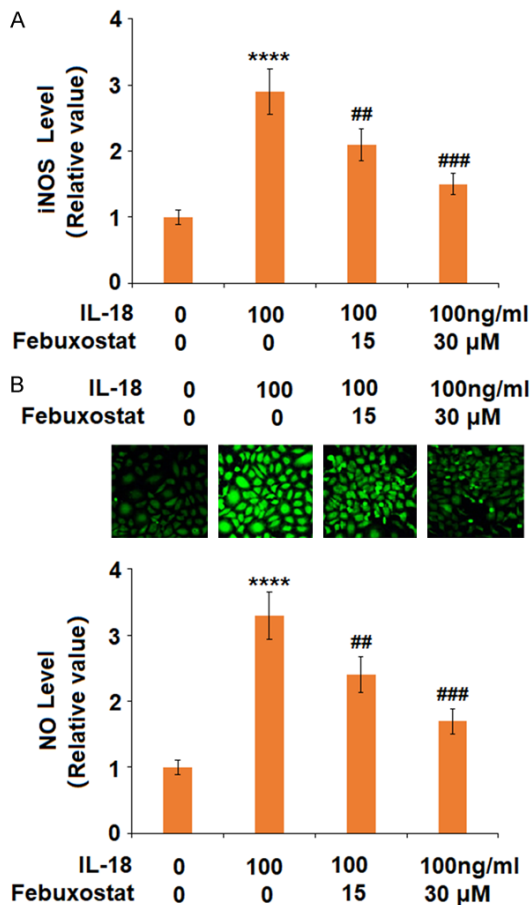 A
iNOS Level
(Relative value)
4
3
2
1
0
****
##
###
IL-18 0 100 100 100ng/ml
Febuxostat 0 0 15 30 μM
B
IL-18 0 100 100 100ng/ml
Febuxostat 0 0 15 30 μM
NO Level
(Relative value)
4
3
2
1
0
****
##
###
IL-18 0 100 100 100ng/ml
Febuxostat 0 0 15 30 μM